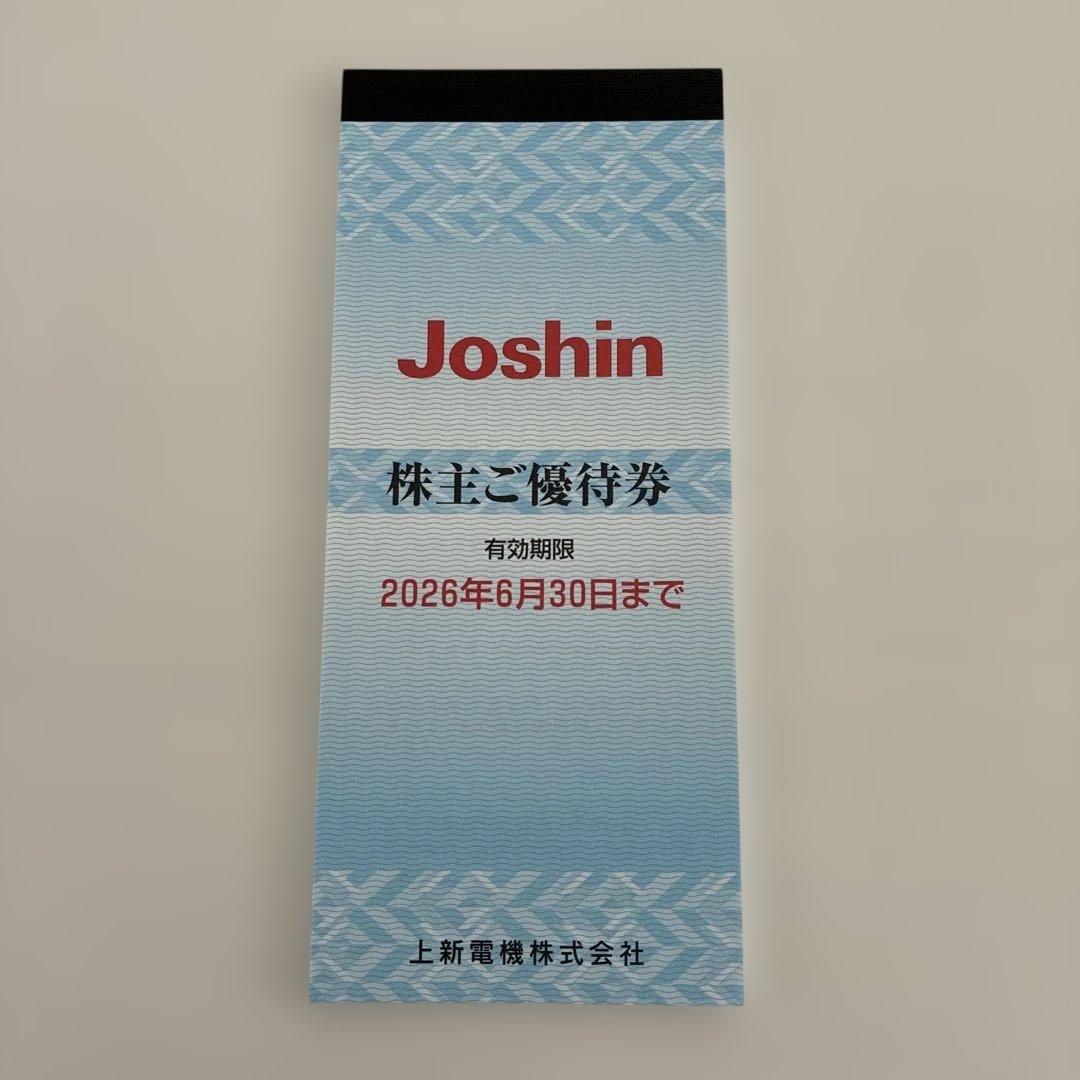 Joshin
株主ご優待券
有効期限
2026年6月30日まで
上新電機株式会社